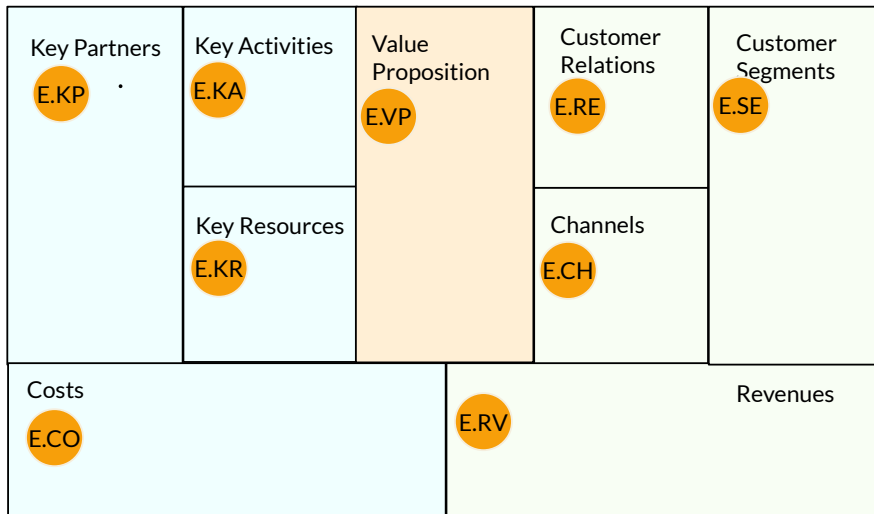 Key Partners
E.KP
Key Activities
E.KA
Key Resources
E.KR
Value
Proposition
E.VP
Customer
Relations
E.RE
Channels
E.CH
Customer
Segments
E.SE
Costs
E.CO
Revenues
E.RV